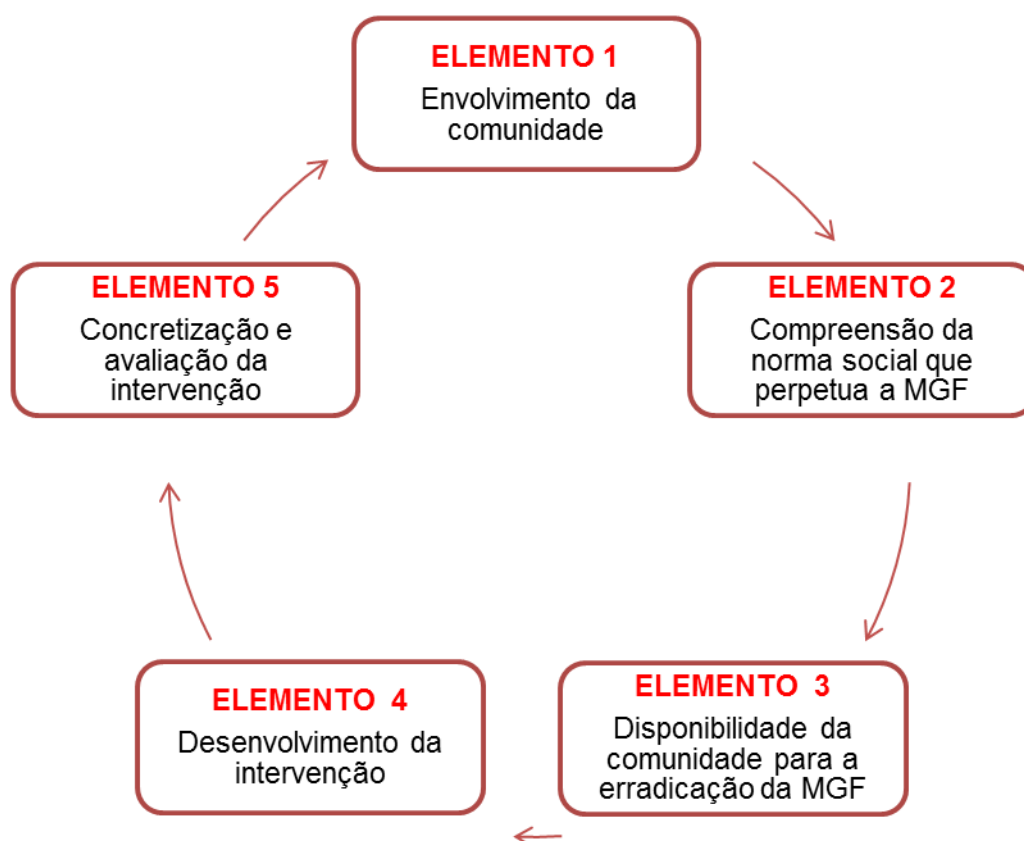 ELEMENTO 1
Envolvimento da
comunidade
ELEMENTO 2
Compreensão da
norma social que
perpetua a MGF
ELEMENTO 3
Disponibilidade da
comunidade para a
erradicação da MGF
ELEMENTO 4
Desenvolvimento da
intervenção
ELEMENTO 5
Concretização e
avaliação da
intervenção